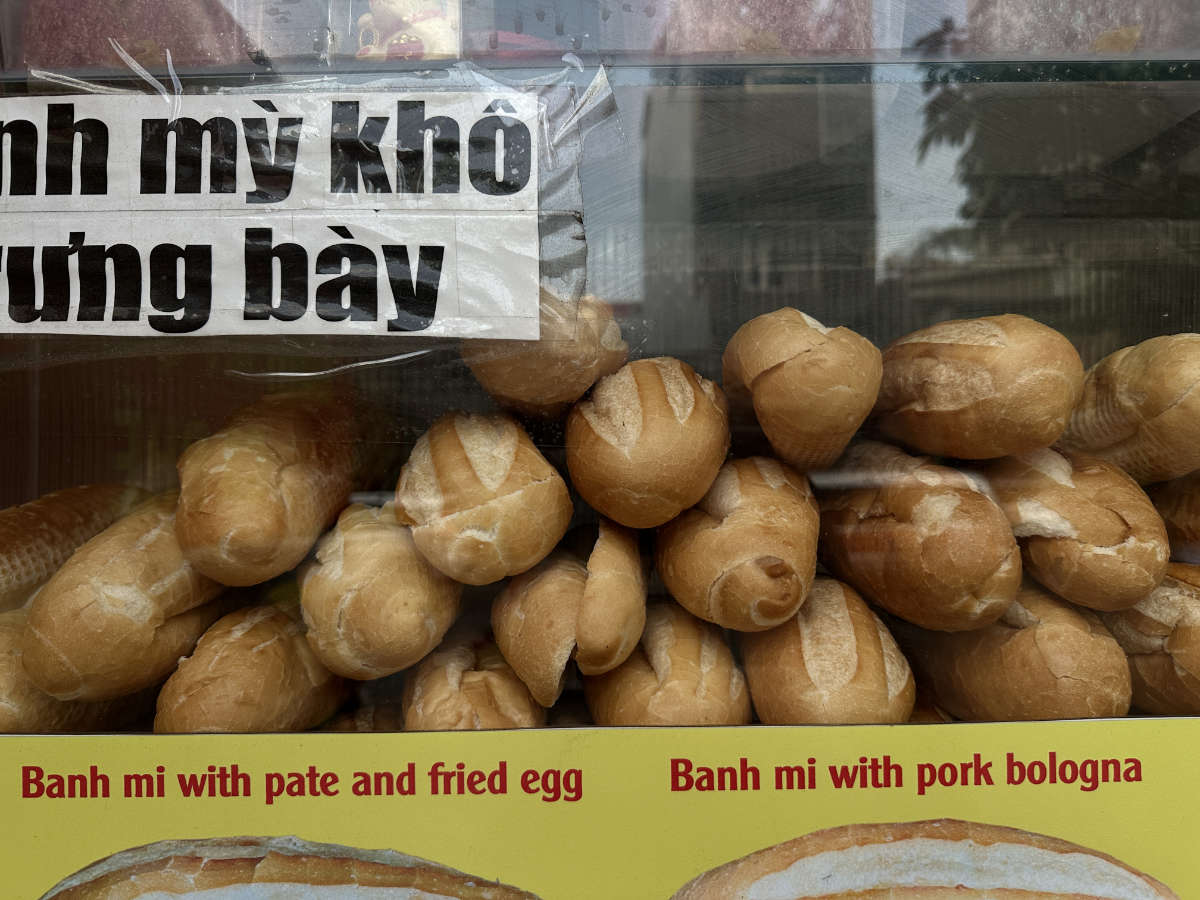 nh mỳ khô
ưng bày
Banh mi with pate and fried egg
Banh mi with pork bologna